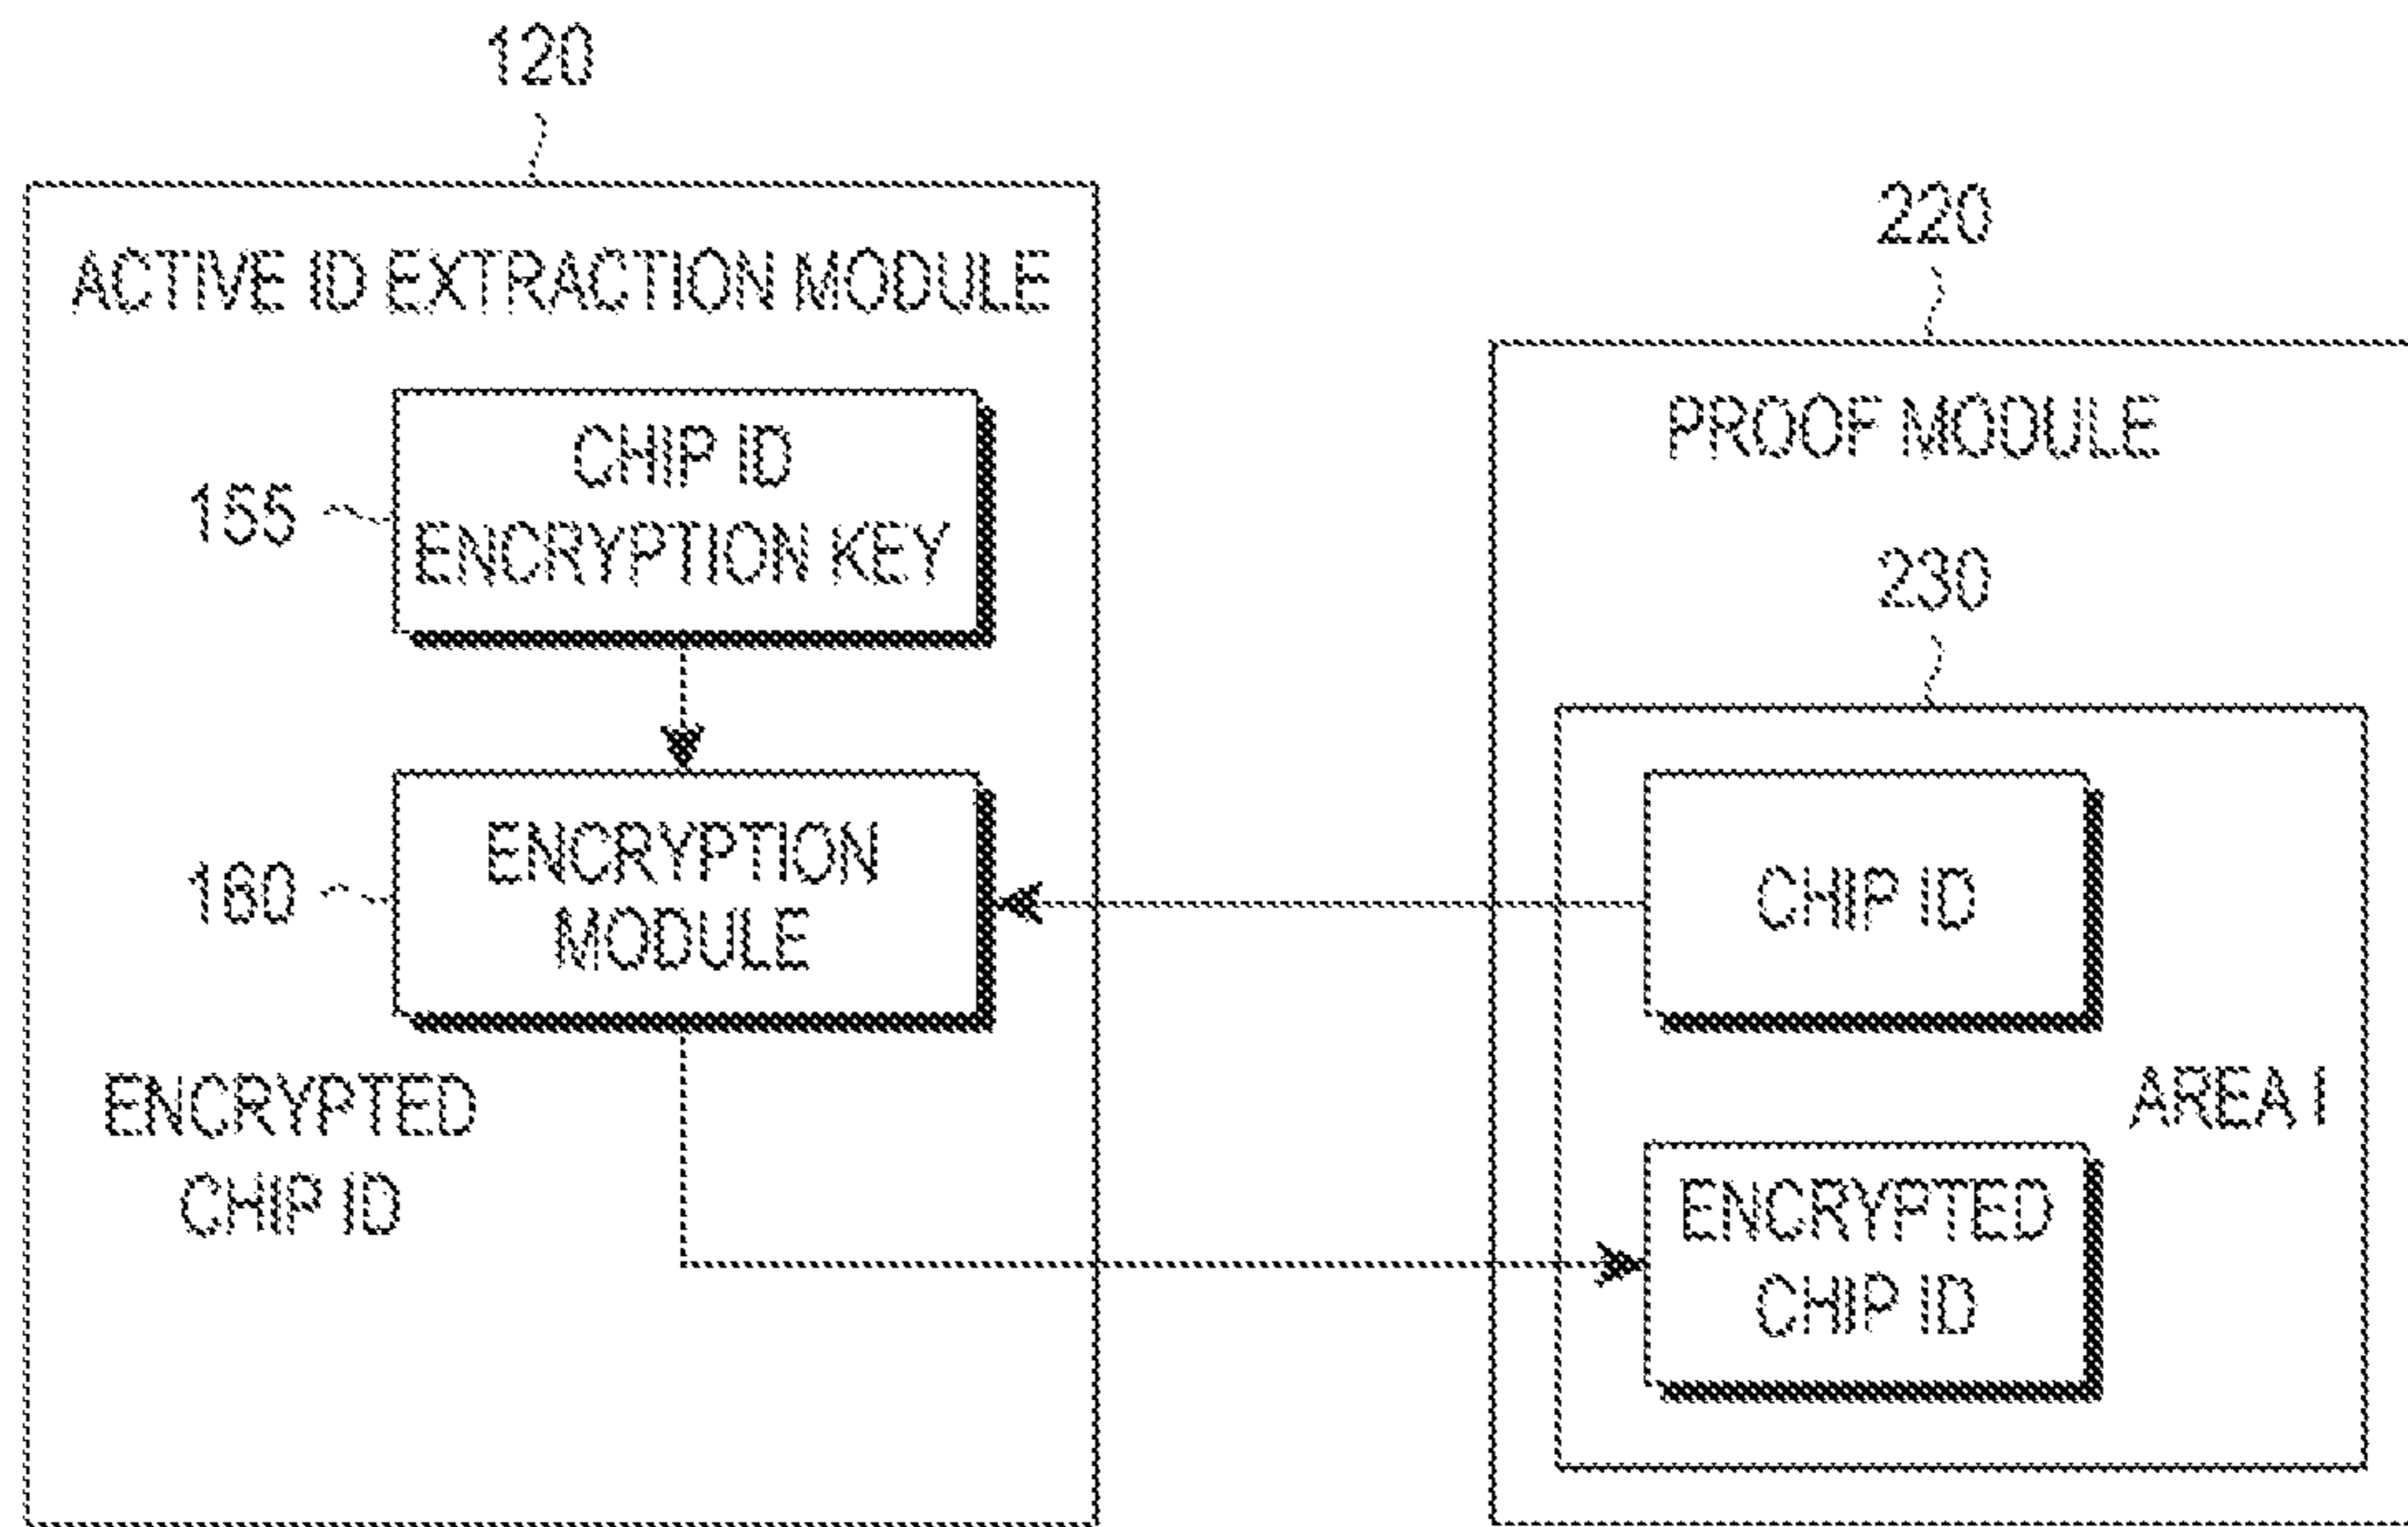 120
ACTIVE ID EXTRACTION MODULE
155
CHIP ID
ENCRYPTION KEY
160
ENCRYPTION
MODULE
ENCRYPTED
CHIP ID
220
PROOF MODULE
230
CHIP ID
AREA I
ENCRYPTED
CHIP ID